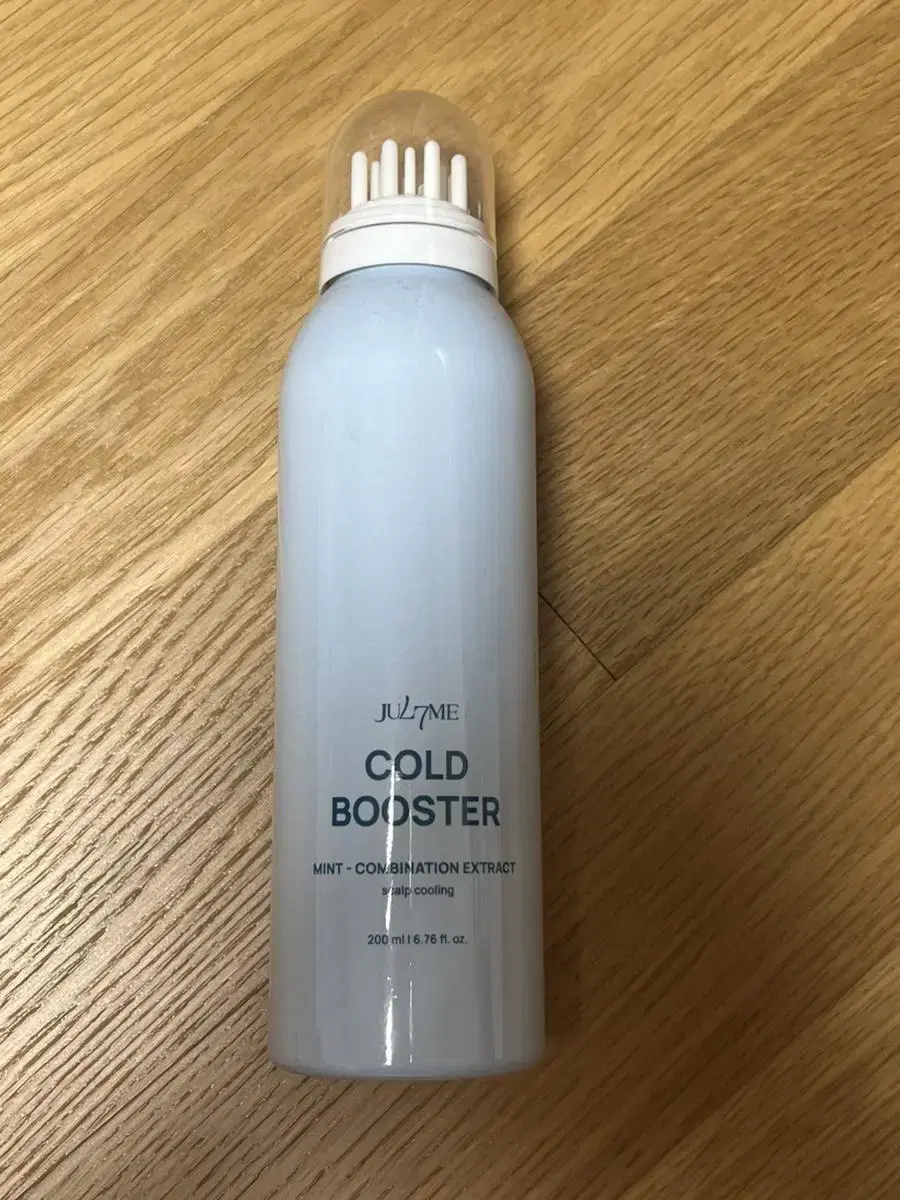 JUL7ME
COLD
BOOSTER
MINT - COMBINATION EXTRACT
scalp cooling
200 ml | 6.76 fl. oz.